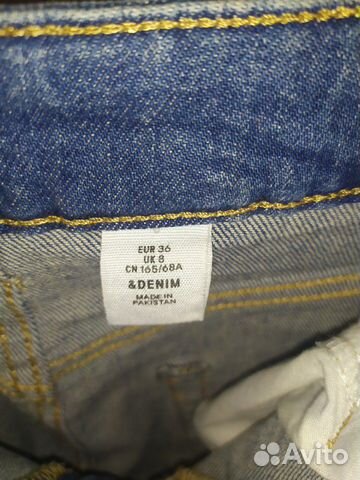 EUR 36
UK 8
CN 165/68A
&DENIM
MADE IN
PAKISTAN
Avito